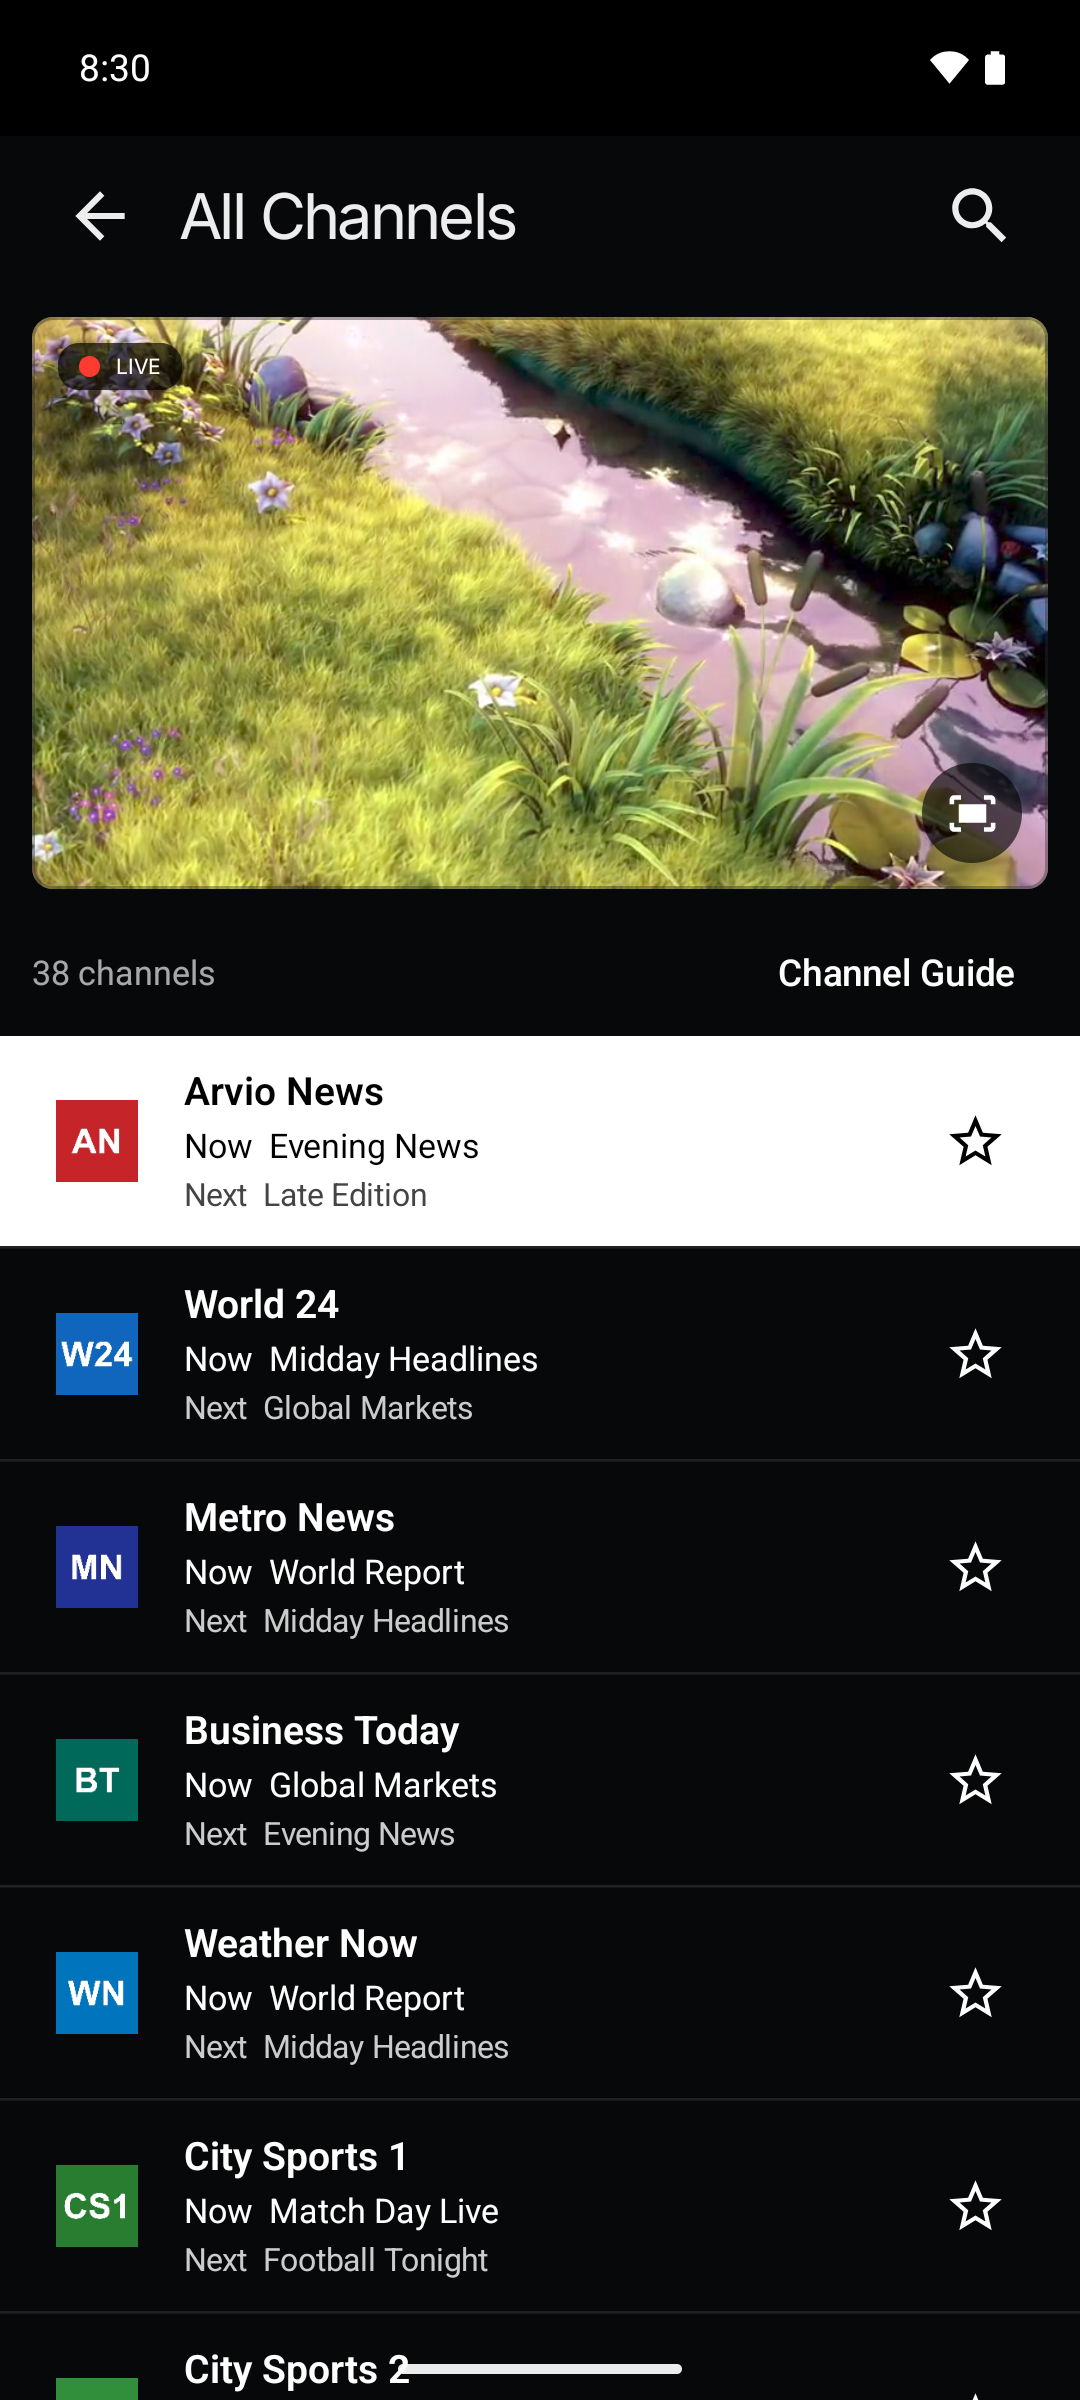 8:30
All Channels
LIVE
38 channels
Channel Guide
AN
Arvio News
Now Evening News
Next Late Edition
W24
World 24
Now Midday Headlines
Next Global Markets
MN
Metro News
Now World Report
Next Midday Headlines
BT
Business Today
Now Global Markets
Next Evening News
WN
Weather Now
Now World Report
Next Midday Headlines
CS1
City Sports 1
Now Match Day Live
Next Football Tonight
City Sports 2